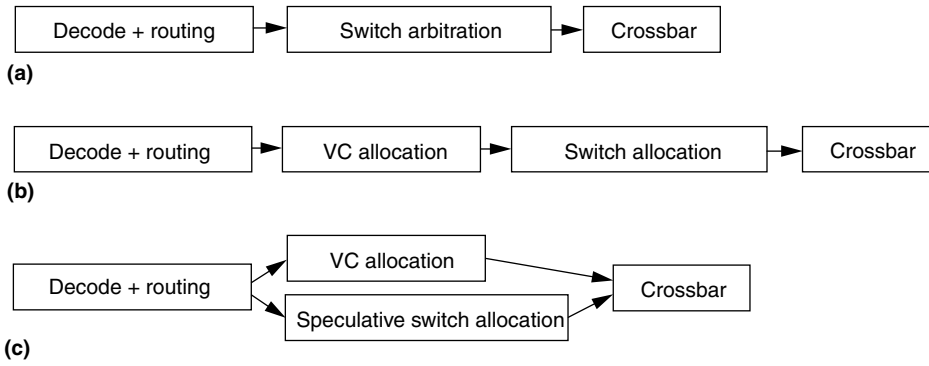 Decode + routing
Switch arbitration
Crossbar
(a)
Decode + routing
VC allocation
Switch allocation
Crossbar
(b)
VC allocation
Decode + routing
Crossbar
Speculative switch allocation
(c)